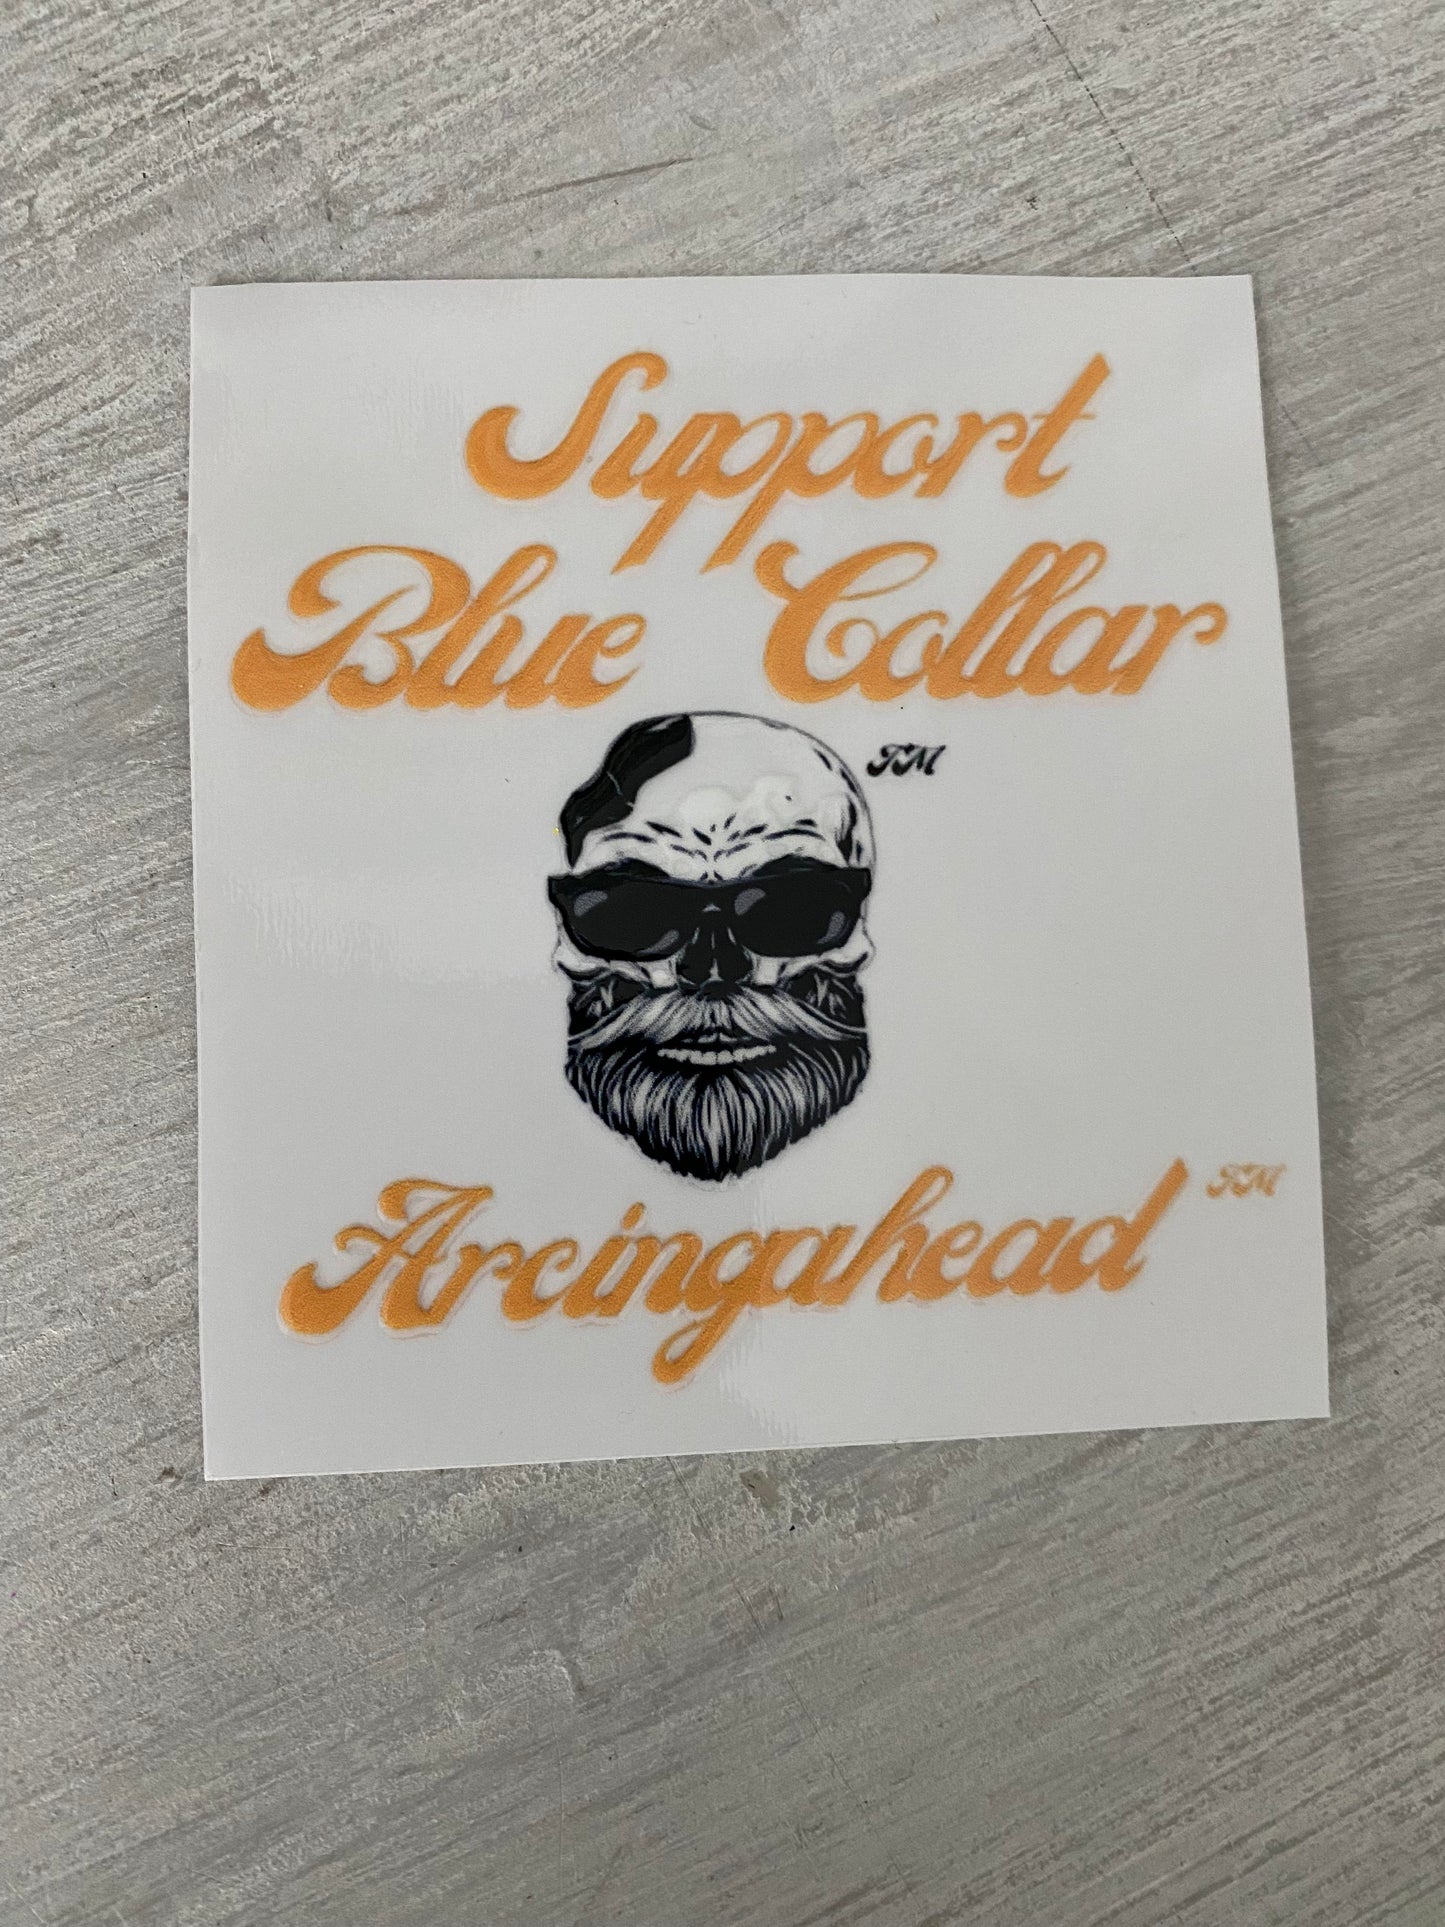 Support
Blue Collar
TM
Arcingahead TM